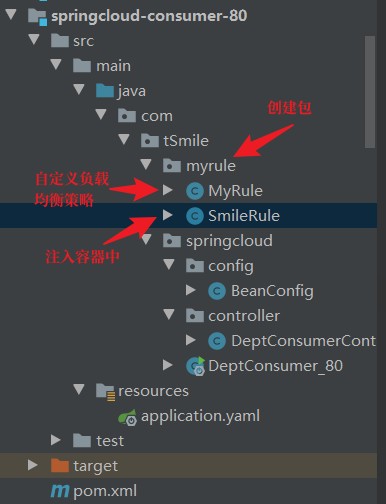 springcloud-consumer-80
src
main
java
com
创建包
tSmile
myrule
自定义负载
均衡策略
MyRule
SmileRule
注入容器中
springcloud
config
BeanConfig
controller
DeptConsumerCont
DeptConsumer_80
resources
application.yaml
test
target
pom.xml